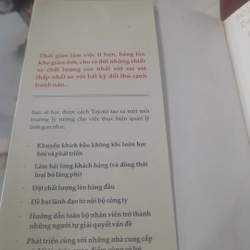 Thời gian làm việc ít hơn, hàng tồn
kho giảm bớt, cho ra đời những chiếc
xe chất lượng cao nhất với sai sót
thấp nhất so với bất kỳ đối thủ cạnh
tranh nào...
Bạn sẽ học được cách Toyota tạo ra một môi
trường lý tưởng cho việc thực hiện quản lý
tinh gọn như:
- Khuyến khích bầu không khí luôn học
hỏi và phát triển
- Làm hài lòng khách hàng (và đồng thời
loại bỏ lãng phí)
- Đặt chất lượng lên hàng đầu
- Đề bạt lãnh đạo từ nội bộ công ty
- Hướng dẫn toàn bộ nhân viên trở thành
những người tự giải quyết vấn đề
- Phát triển cùng với những nhà cung cấp